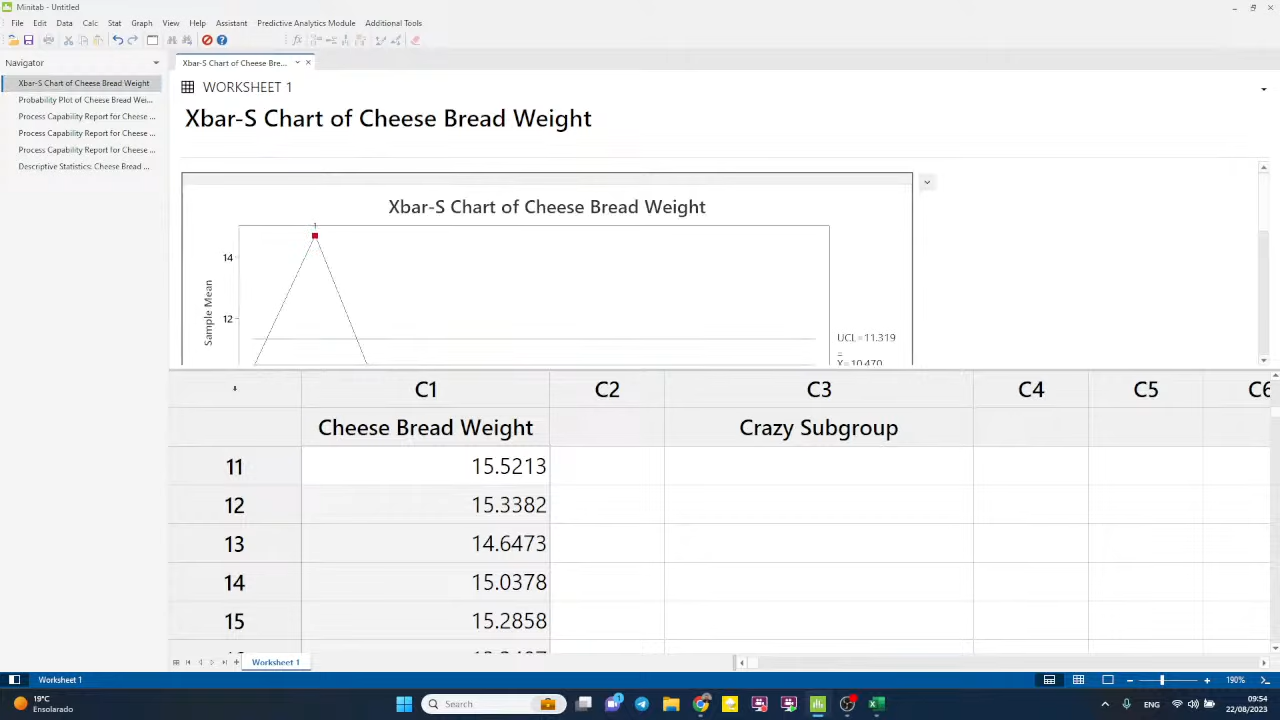 Minitab - Untitled
File Edit Data Calc Stat Graph View Help Assistant Predictive Analytics Module Additional Tools
Navigator
Xbar-S Chart of Cheese Bre...
Xbar-S Chart of Cheese Bread Weight
Probability Plot of Cheese Bread Wei...
Process Capability Report for Cheese ...
Process Capability Report for Cheese ...
Process Capability Report for Cheese ...
Descriptive Statistics: Cheese Bread ...
WORKSHEET 1
Xbar-S Chart of Cheese Bread Weight
Xbar-S Chart of Cheese Bread Weight
1
14
12
Sample Mean
UCL=11.319
X=10.470
C1 C2 C3 C4 C5 C6
Cheese Bread Weight Crazy Subgroup
11 15.5213
12 15.3382
13 14.6473
14 15.0378
15 15.2858
Worksheet 1
Worksheet 1
190%
19°C
Ensolarado
Search
1
ENG
09:54
22/08/2023